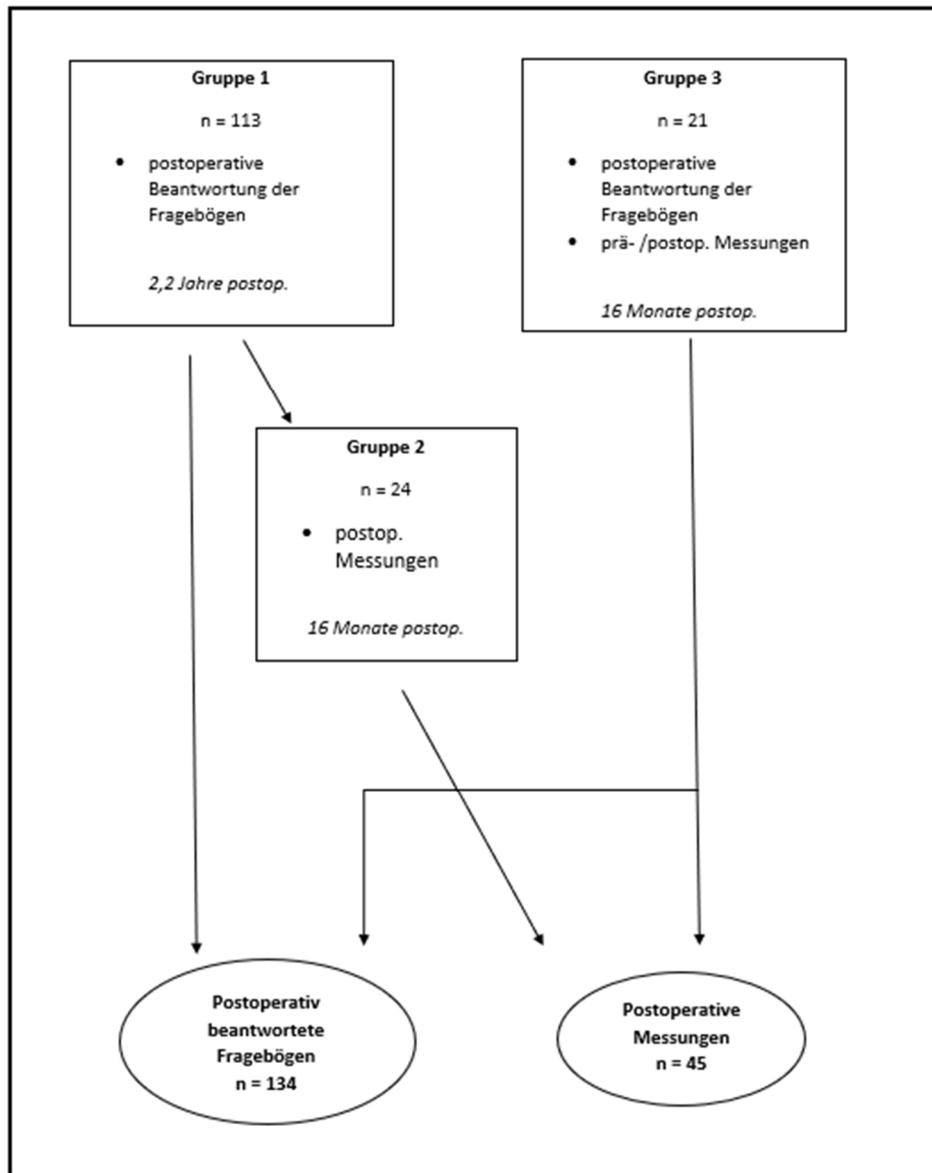 Gruppe 1
n = 113
• postoperative
Beantwortung der
Fragebögen
2,2 Jahre postop.
Gruppe 3
n = 21
• postoperative
Beantwortung der
Fragebögen
• prä- /postop. Messungen
16 Monate postop.
Gruppe 2
n = 24
• postop.
Messungen
16 Monate postop.
Postoperativ
beantwortete
Fragebögen
n = 134
Postoperative
Messungen
n = 45